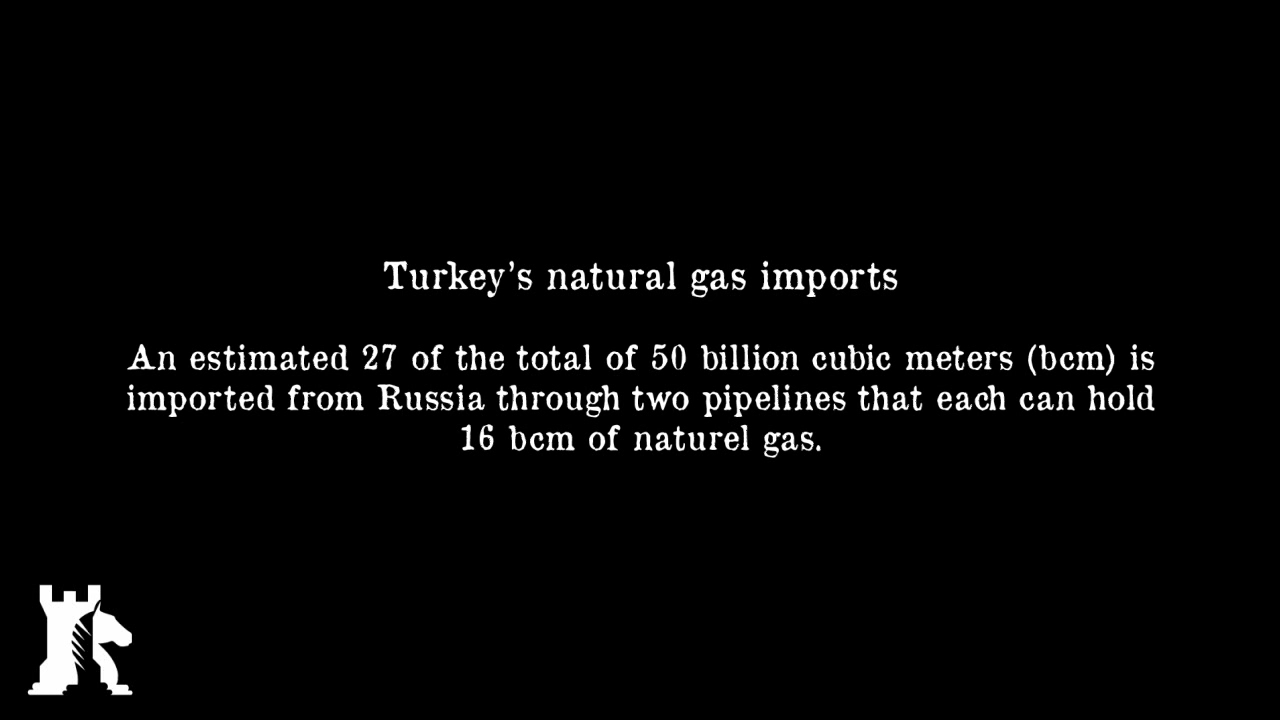 Turkey's natural gas imports
An estimated 27 of the total of 50 billion cubic meters (bcm) is
imported from Russia through two pipelines that each can hold
16 bcm of naturel gas.